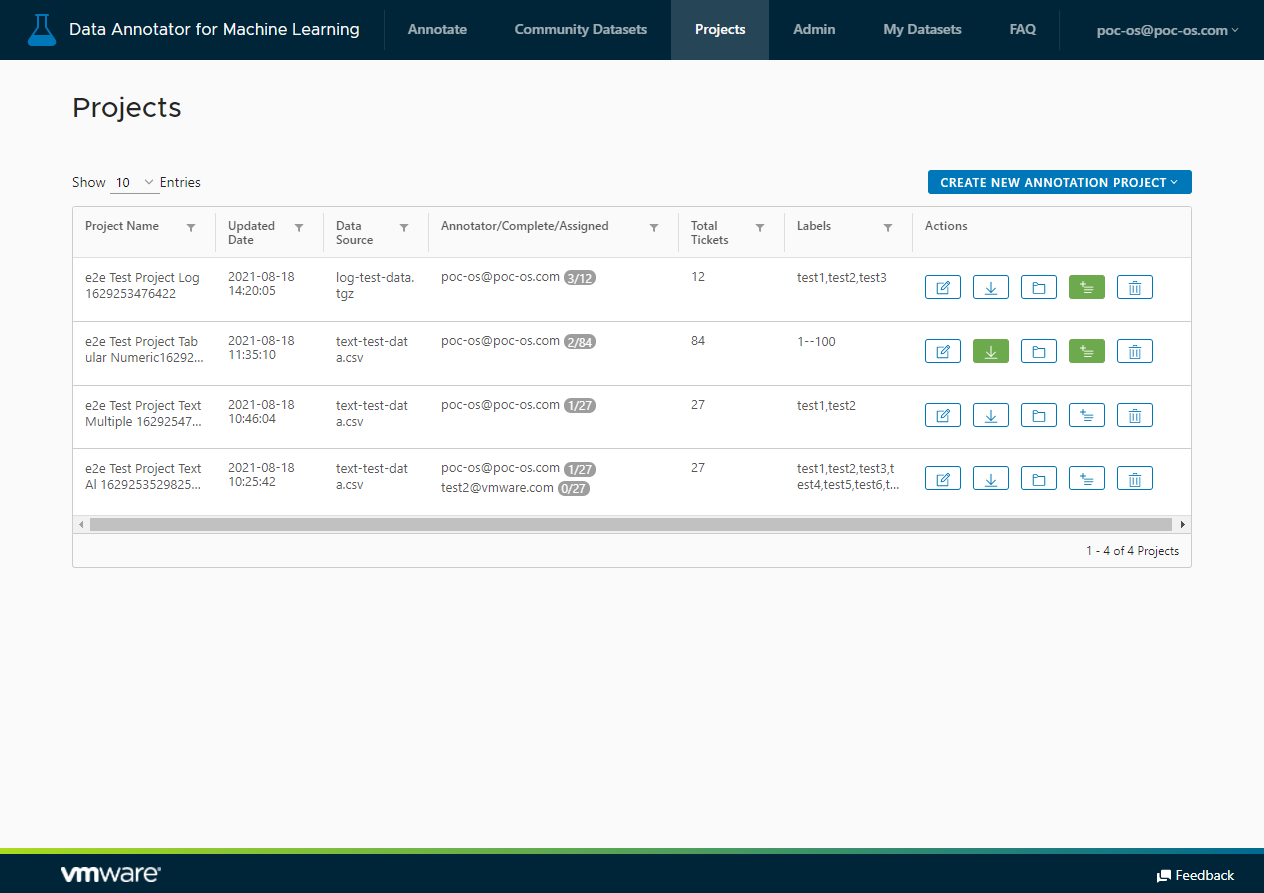 Data Annotator for Machine Learning
Annotate
Community Datasets
Projects
Admin
My Datasets
FAQ
poc-os@poc-os.com
Projects
Show 10 Entries
CREATE NEW ANNOTATION PROJECT
Project Name
Updated
Date
Data
Source
Annotator/Complete/Assigned
Total
Tickets
Labels
Actions
e2e Test Project Log
1629253476422
2021-08-18
14:20:05
log-test-data.
tgz
poc-os@poc-os.com 3/12
12
test1,test2,test3
e2e Test Project Tab
ular Numeric16292...
2021-08-18
11:35:10
text-test-dat
a.csv
poc-os@poc-os.com 2/84
84
1--100
e2e Test Project Text
Multiple 16292547...
2021-08-18
10:46:04
text-test-dat
a.csv
poc-os@poc-os.com 1/27
27
test1,test2
e2e Test Project Text
Al 1629253529825...
2021-08-18
10:25:42
text-test-dat
a.csv
poc-os@poc-os.com 1/27
test2@vmware.com 0/27
27
test1,test2,test3,t
est4,test5,test6,t...
1 - 4 of 4 Projects
vmware
Feedback